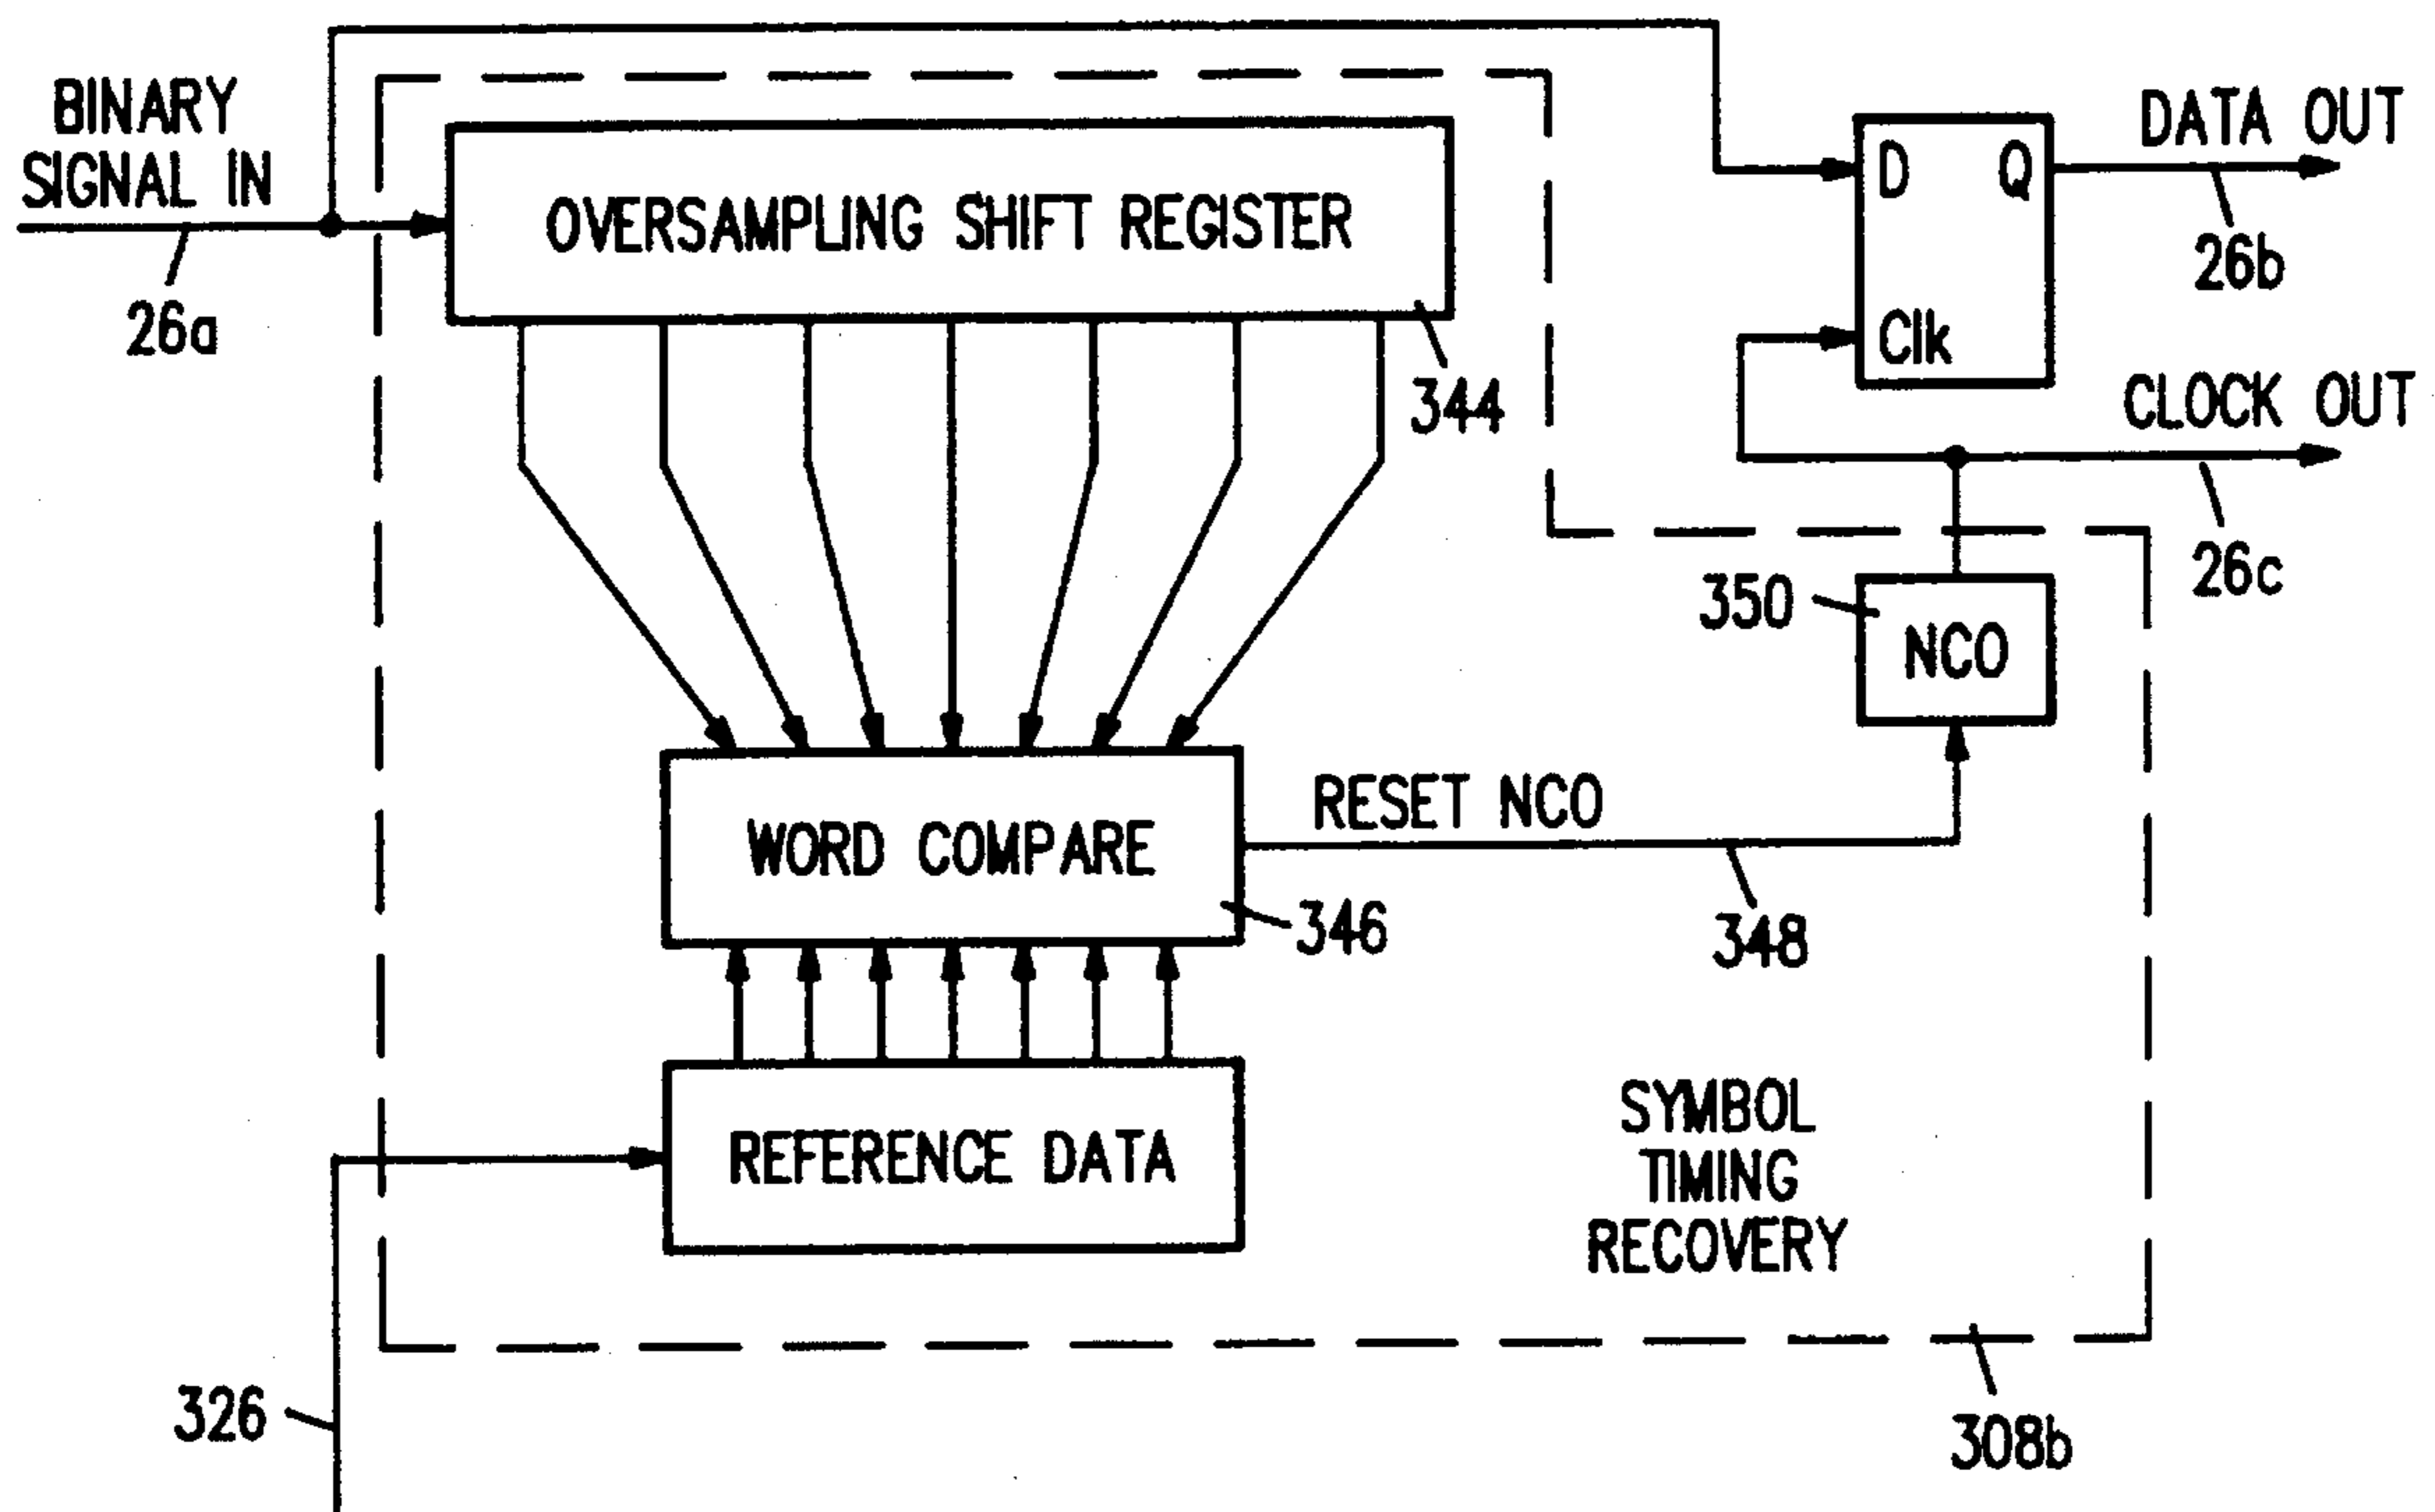 BINARY
SIGNAL IN
26a
OVERSAMPLING SHIFT REGISTER
344
D Q
Clk
DATA OUT
26b
CLOCK OUT
26c
350
NCO
WORD COMPARE
346
RESET NCO
348
REFERENCE DATA
SYMBOL
TIMING
RECOVERY
326
308b